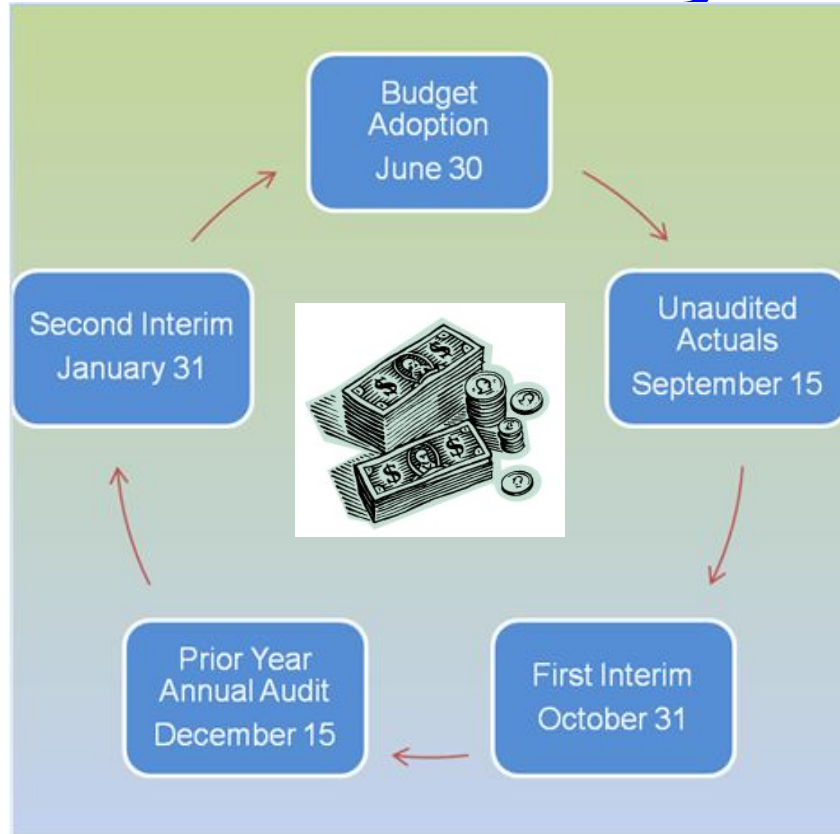 Budget
Adoption
June 30
Unaudited
Actuals
September 15
First Interim
October 31
Prior Year
Annual Audit
December 15
Second Interim
January 31
$
$
$
$